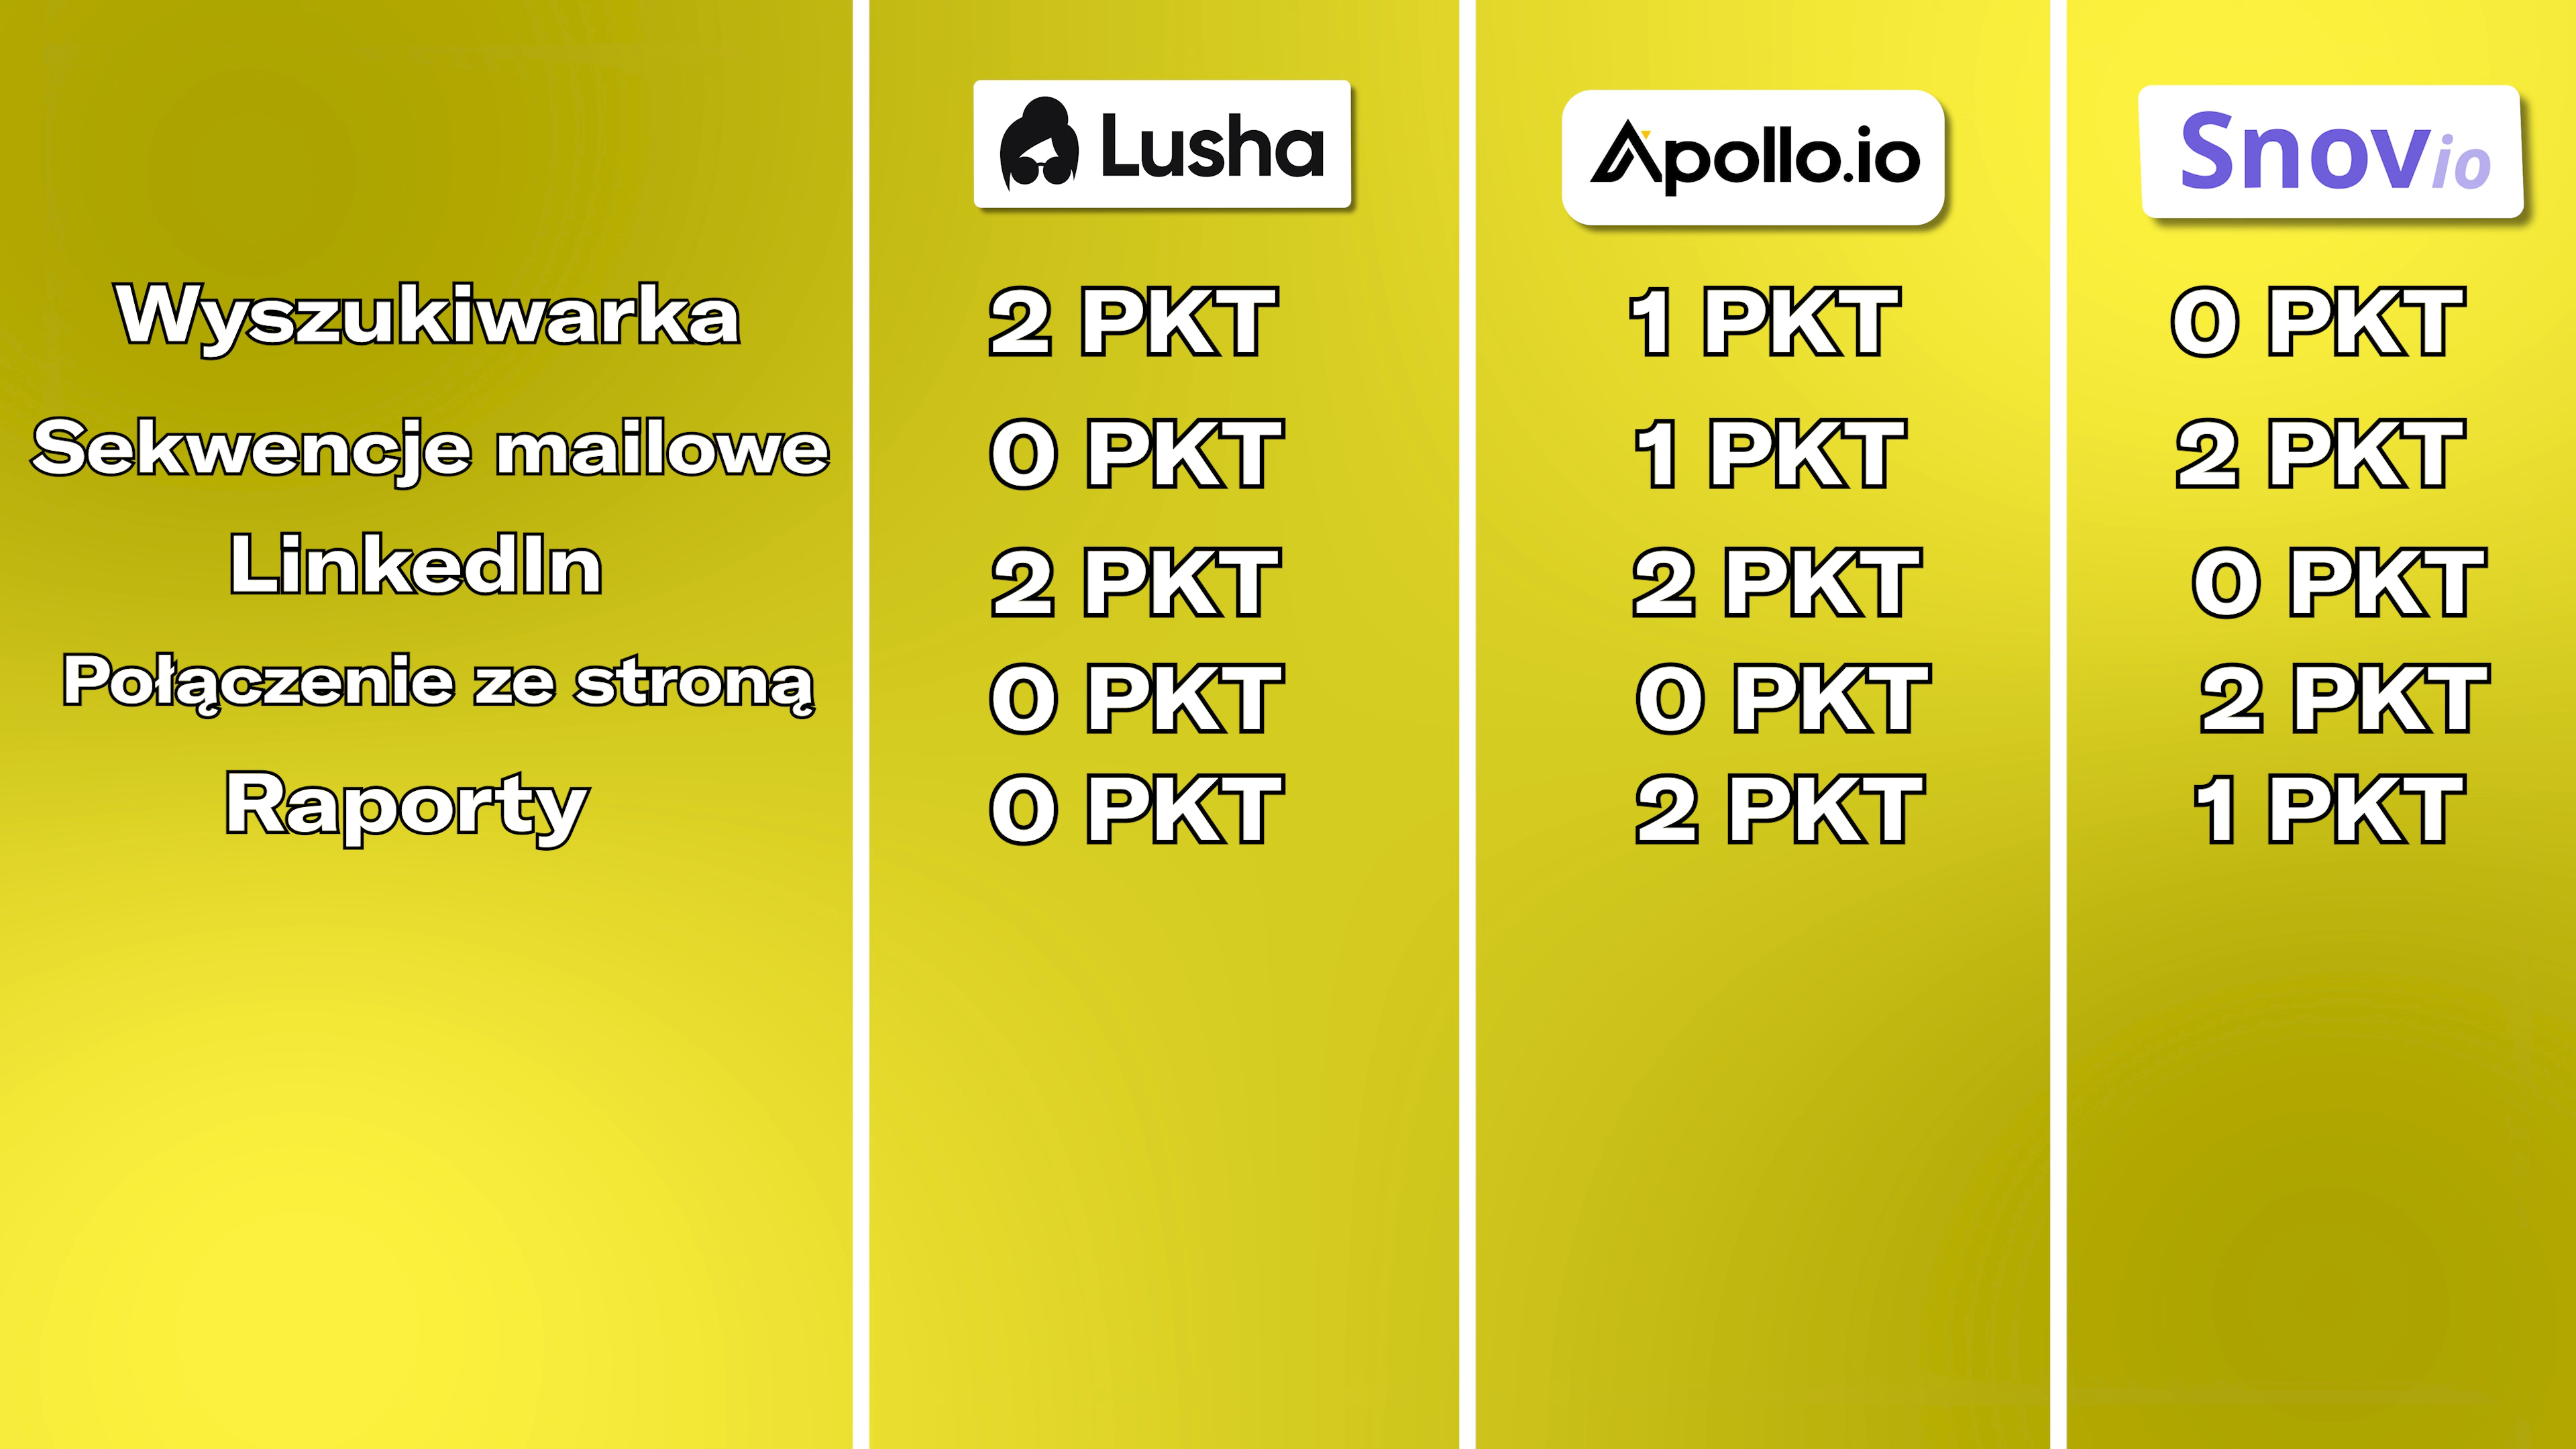 Lusha Apollo.io Snovio
Wyszukiwarka 2 PKT 1 PKT 0 PKT
Sekwencje mailowe 0 PKT 1 PKT 2 PKT
LinkedIn 2 PKT 2 PKT 0 PKT
Połączenie ze stroną 0 PKT 0 PKT 2 PKT
Raporty 0 PKT 2 PKT 1 PKT